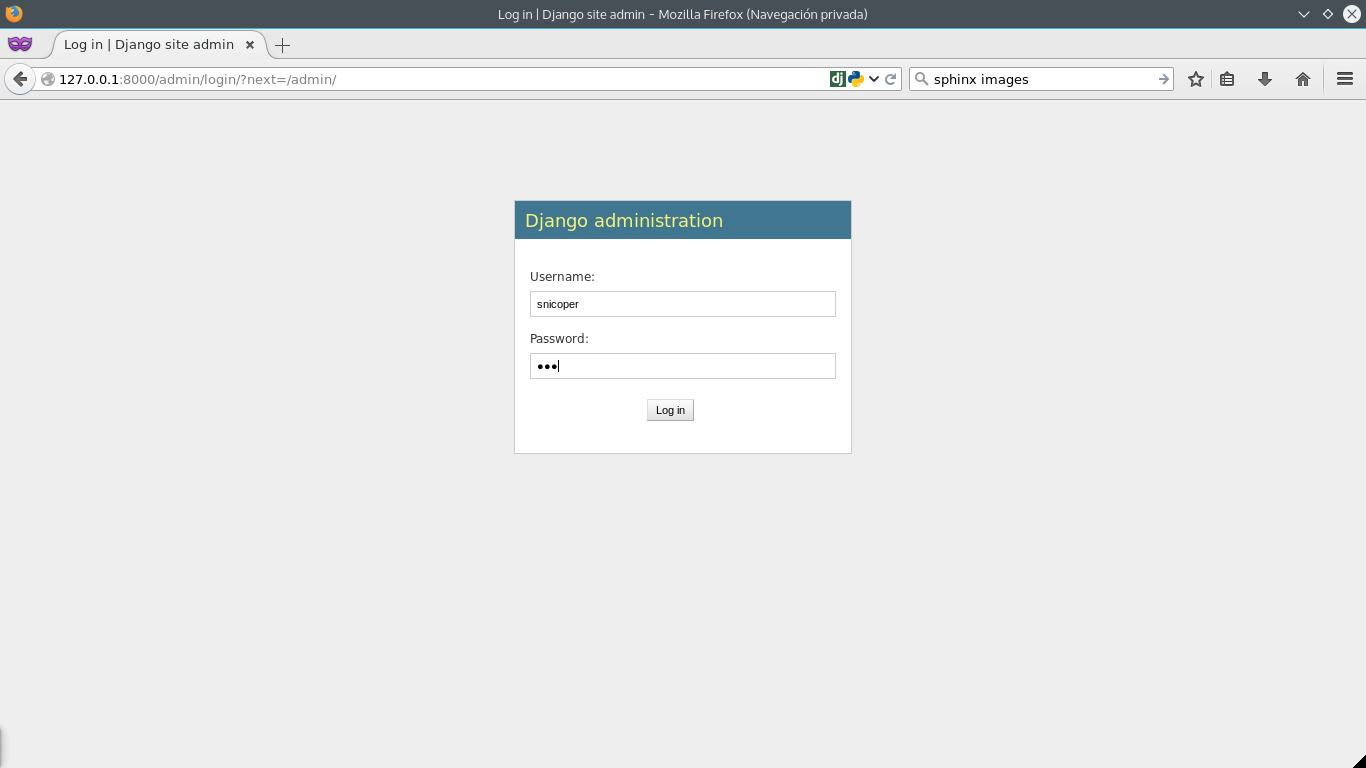 Log in | Django site admin - Mozilla Firefox (Navegación privada)
Log in | Django site admin
127.0.0.1:8000/admin/login/?next=/admin/
dj
sphinx images
Django administration
Username:
snicoper
Password:
Log in